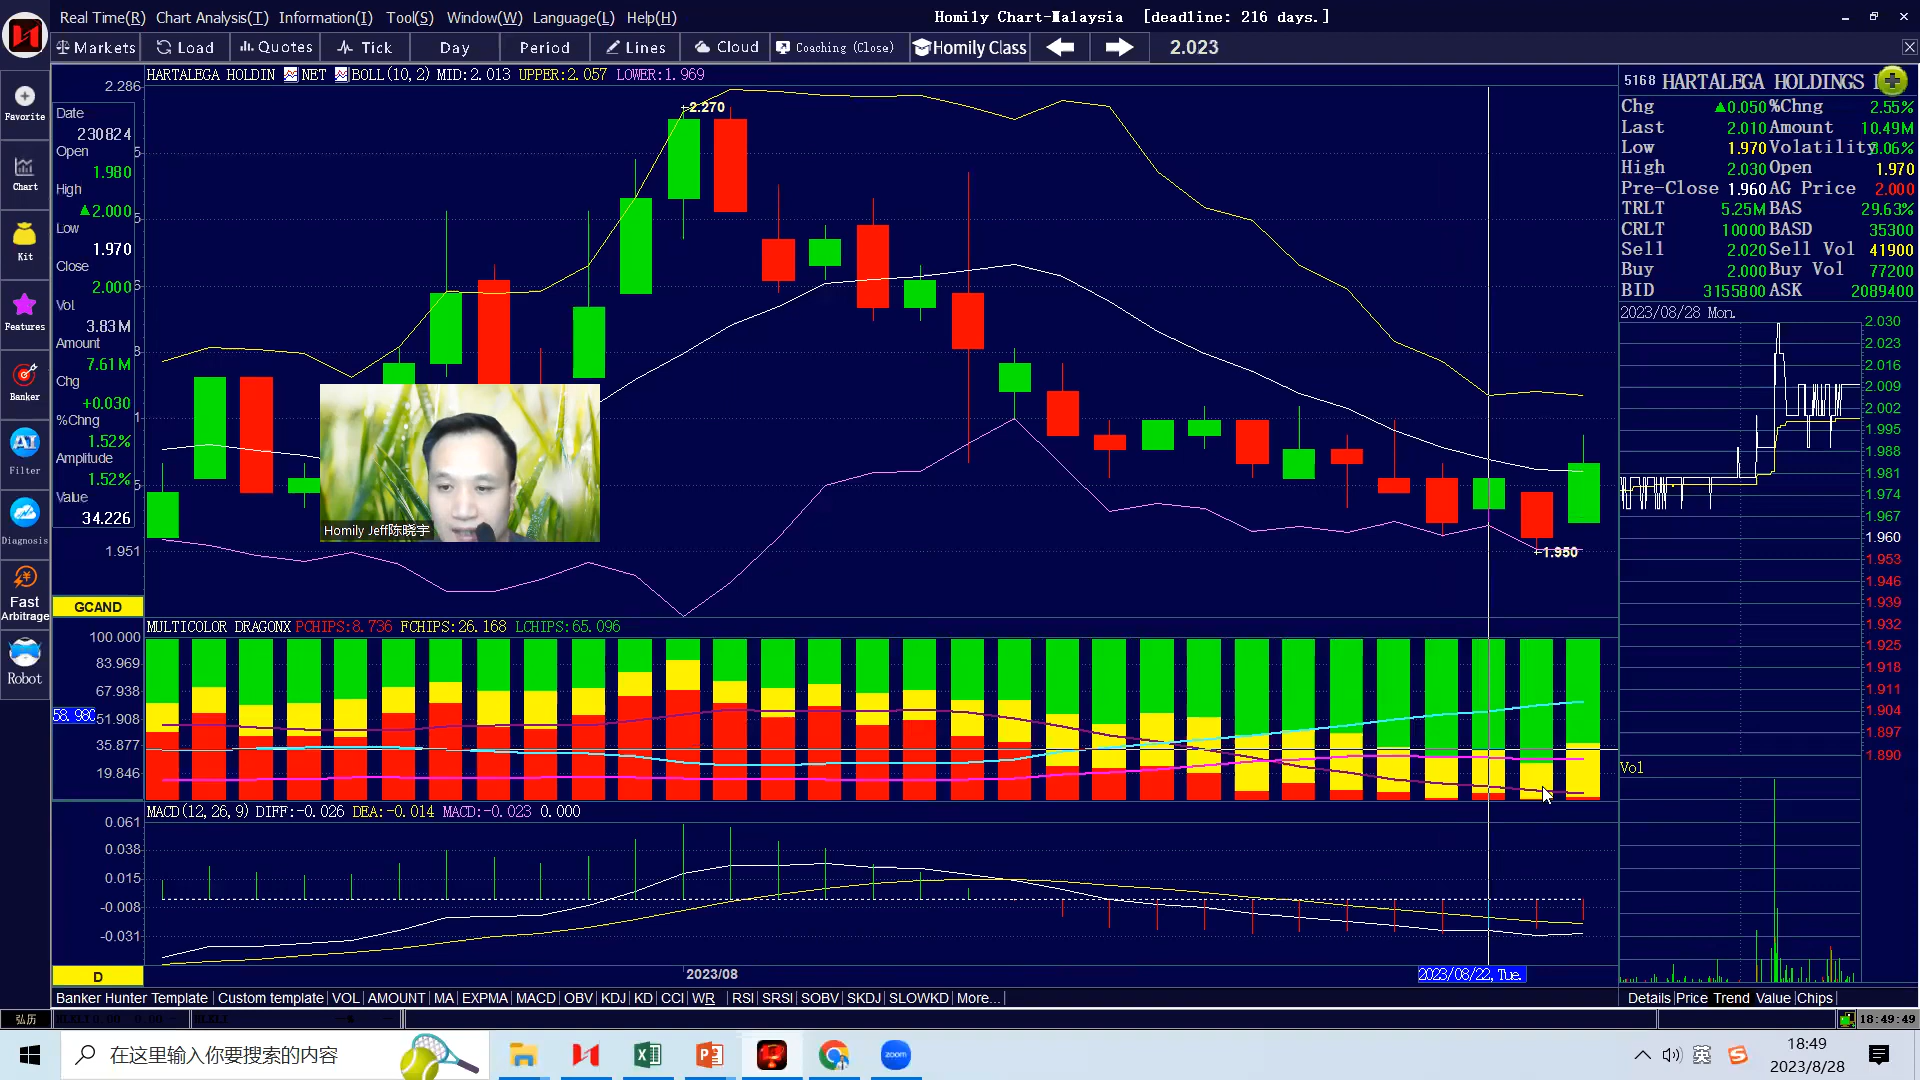 Real Time(R) Chart Analysis(T) Information(I) Tool(S) Window(W) Language(L) Help(H)
Homily Chart-Malaysia [deadline: 216 days.]
Markets Load Quotes Tick Day Period Lines Cloud Coaching (Close) Homily Class 2.023
Favorite
Chart
Kit
Features
Banker
AI
Filter
Diagnosis
Fast
Arbitrage
Robot
HARTALEGA HOLDIN NET BOLL(10,2) MID:2.013 UPPER:2.057 LOWER:1.969
2.286
Date
230824
Open
1.980
High
▲2.000
Low
1.970
Close
2.000
Vol
3.83M
Amount
7.61M
Chg
+0.030
%Chng
1.52%
Amplitude
1.52%
Value
34.226
1.951
2.270
1.950
Homily Jeff陈晓宇
GCAND
MULTICOLOR DRAGONX PCHIPS:8.736 FCHIPS:26.168 LCHIPS:65.096
100.000
83.969
67.938
58.980
51.908
35.877
19.846
MACD(12,26,9) DIFF:-0.026 DEA:-0.014 MACD:-0.023 0.000
0.061
0.038
0.015
-0.008
-0.031
D
2023/08
2023/08/22,Tue.
Banker Hunter Template Custom template VOL AMOUNT MA EXPMA MACD OBV KDJ KD CCI WR RSI SRSI SOBV SKDJ SLOWKD More...
5168 HARTALEGA HOLDINGS
Chg ▲0.050 %Chng 2.55%
Last 2.010 Amount 10.49M
Low 1.970 Volatility 3.06%
High 2.030 Open 1.970
Pre-Close 1.960 AG Price 2.000
TRLT 5.25M BAS 29.63%
CRLT 10000 BASD 35300
Sell 2.020 Sell Vol 41900
Buy 2.000 Buy Vol 77200
BID 3155800 ASK 2089400
2023/08/28 Mon.
2.030
2.023
2.016
2.009
2.002
1.995
1.988
1.981
1.974
1.967
1.960
1.953
1.946
1.939
1.932
1.925
1.918
1.911
1.904
1.897
1.890
Vol
Details Price Trend Value Chips
弘历
18:49:49
在这里输入你要搜索的内容
zoom
英
18:49
2023/8/28